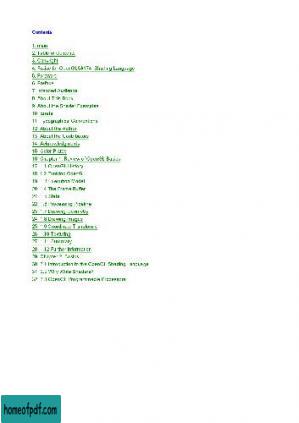 Contents
1. main
2. Table of contents
3. Copyright
4. Praise for OpenGL® Shading Language
5. Foreword
6. Preface
7. Intended Audience
8. About This Book
9. About the Shader Examples
10. Errata
11. Typographical Conventions
12. About the Author
13. About the Contributors
14. Acknowledgments
15. Color Plates
16. Chapter 1. Review of OpenGL Basics
17. 1.1 OpenGL History
18. 1.2 OpenGL
19. 1.3 Execution Model
20. 1.4 The Frame Buffer
21. 1.5 State
22. 1.6 Processing Pipeline
23. 1.7 Drawing Geometry
24. 1.8 Drawing Images
25. 1.9 Coordinate Transforms
26. 1.10 Texturing
27. 1.11 Summary
28. 1.12 Further Information
29. Chapter 2. Basics
30. 2.1 Introduction to the OpenGL Shading Language
31. 2.2 Why Write Shaders?
32. 2.3 OpenGL Programmable Processors
homeofpdf.com